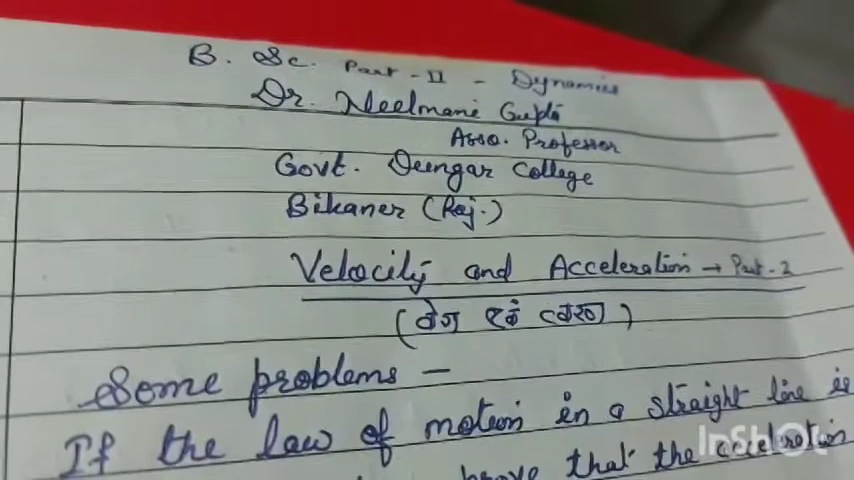 B. Sc. Part-II - Dynamics
Dr. Neelmani Gupta
Asso. Professor
Govt. Dungar College
Bikaner (Raj.)
Velocity and Acceleration → Part-2
(वेग एवं त्वरण)
Some problems -
If the law of motion in a straight line is
prove that the acceleration
InShOt